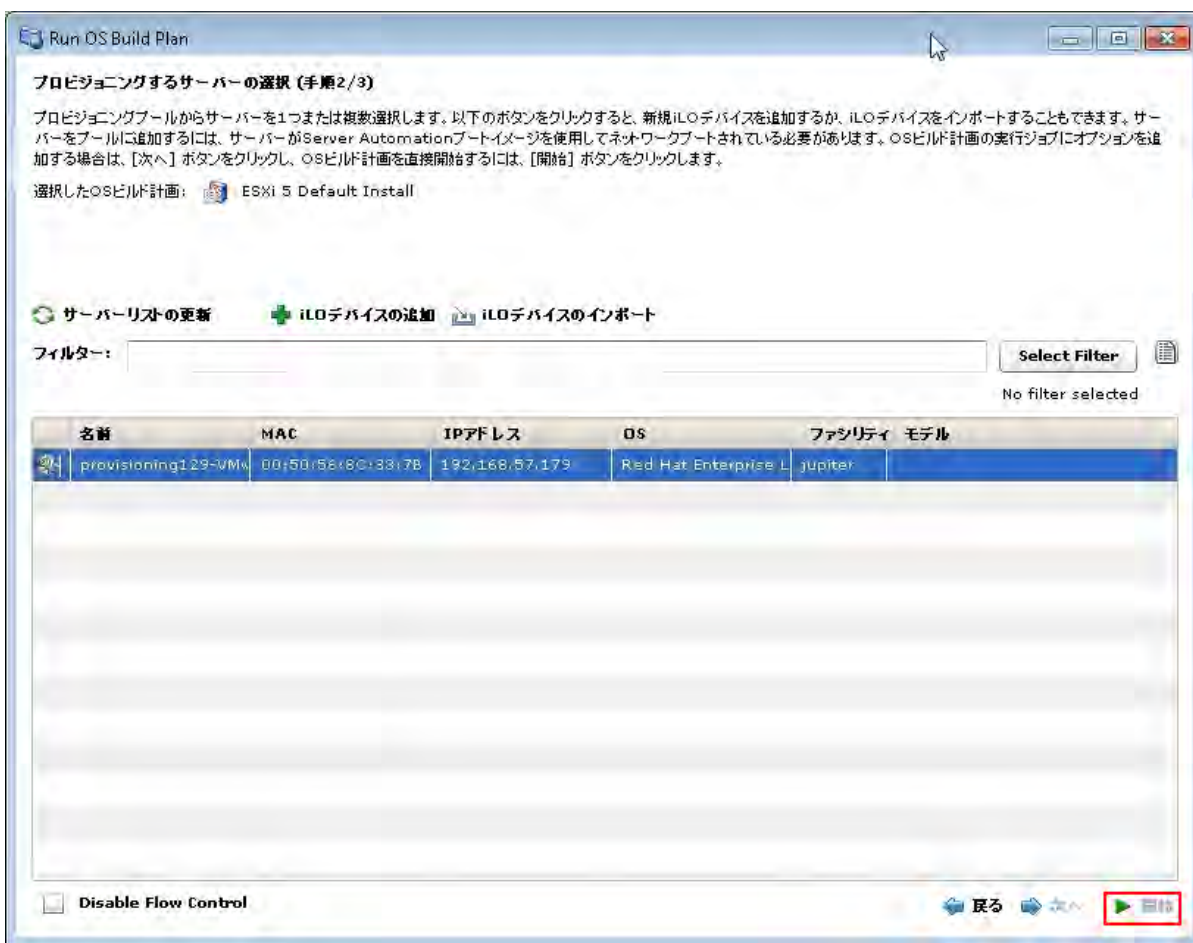 Run OS Build Plan
プロビジョニングするサーバーの選択 (手順2/3)
プロビジョニングプールからサーバーを1つまたは複数選択します。以下のボタンをクリックすると、新規iLOデバイスを追加するか、iLOデバイスをインポートすることもできます。サー
バーをプールに追加するには、サーバーがServer Automationブートイメージを使用してネットワークブートされている必要があります。OSビルド計画の実行ジョブにオプションを追
加する場合は、[次へ] ボタンをクリックし、OSビルド計画を直接開始するには、[開始] ボタンをクリックします。
選択したOSビルド計画: ESXi 5 Default Install
サーバーリストの更新 iLOデバイスの追加 iLOデバイスのインポート
フィルター: Select Filter
No filter selected
名前 MAC IPアドレス OS ファシリティ モデル
provisioning129-VMw 00:50:56:8C:33:7B 192.168.57.179 Red Hat Enterprise L jupiter
Disable Flow Control 戻る 次へ 開始